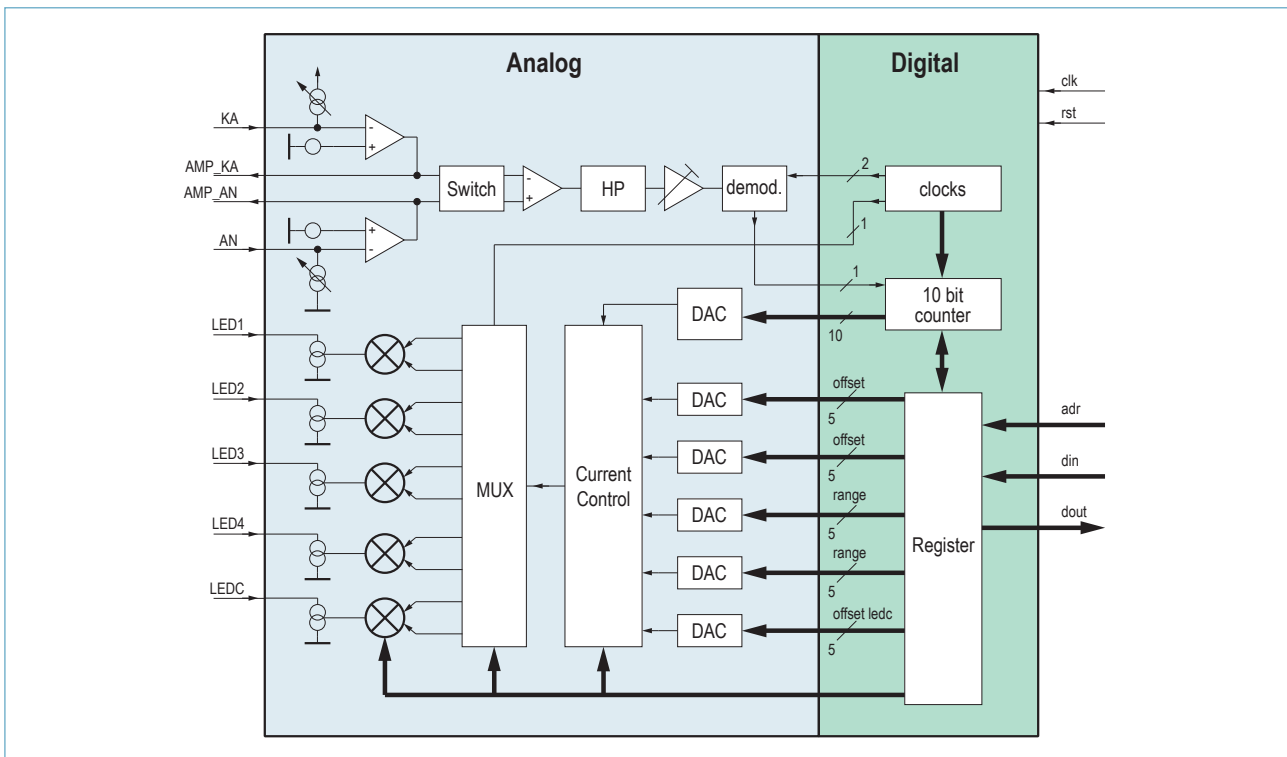 Analog
Digital
clk
rst
KA
-
+
AMP_KA
AMP_AN
Switch
-
+
HP
demod.
2
clocks
1
AN
+
-
1
10 bit
counter
DAC
10
LED1
LED2
LED3
LED4
LEDC
MUX
Current
Control
DAC
offset
5
DAC
offset
5
DAC
range
5
DAC
range
5
DAC
offset ledc
5
Register
adr
din
dout